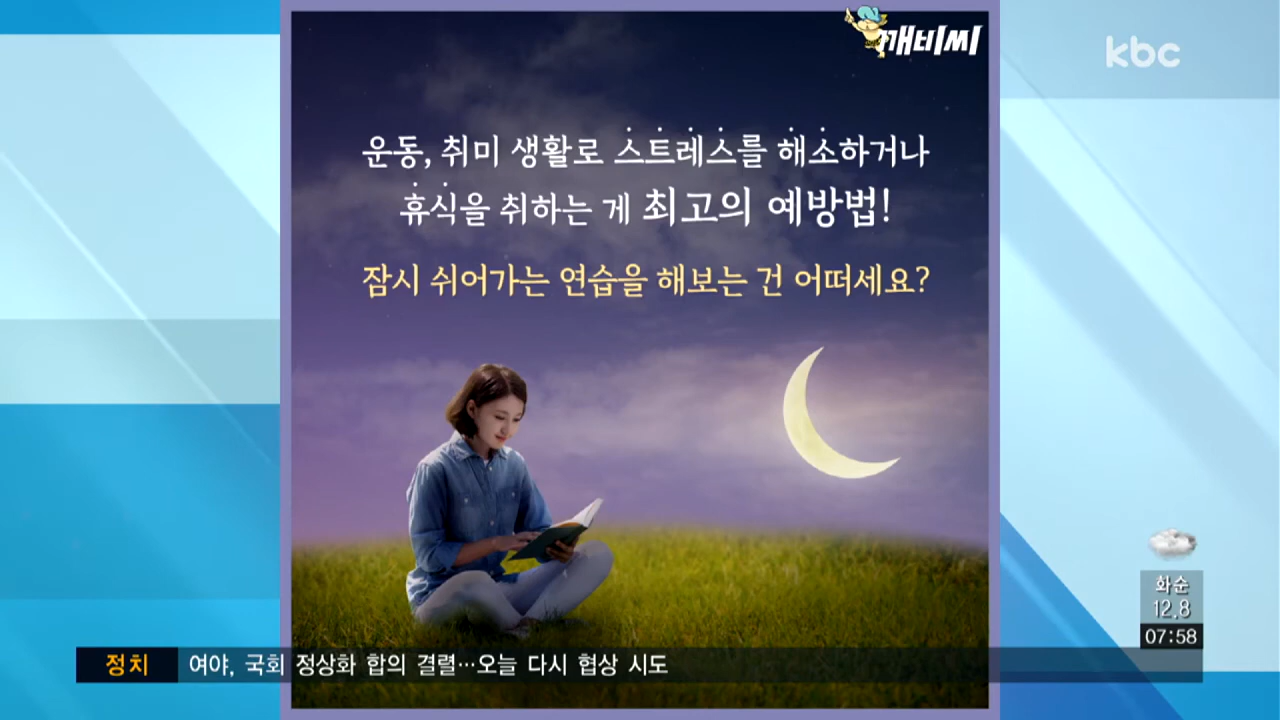 깨티비씨
kbc
운동, 취미 생활로 스트레스를 해소하거나
휴식을 취하는 게 최고의 예방법!
잠시 쉬어가는 연습을 해보는 건 어떠세요?
화순
12.8
07:58
정치 여야, 국회 정상화 합의 결렬…오늘 다시 협상 시도